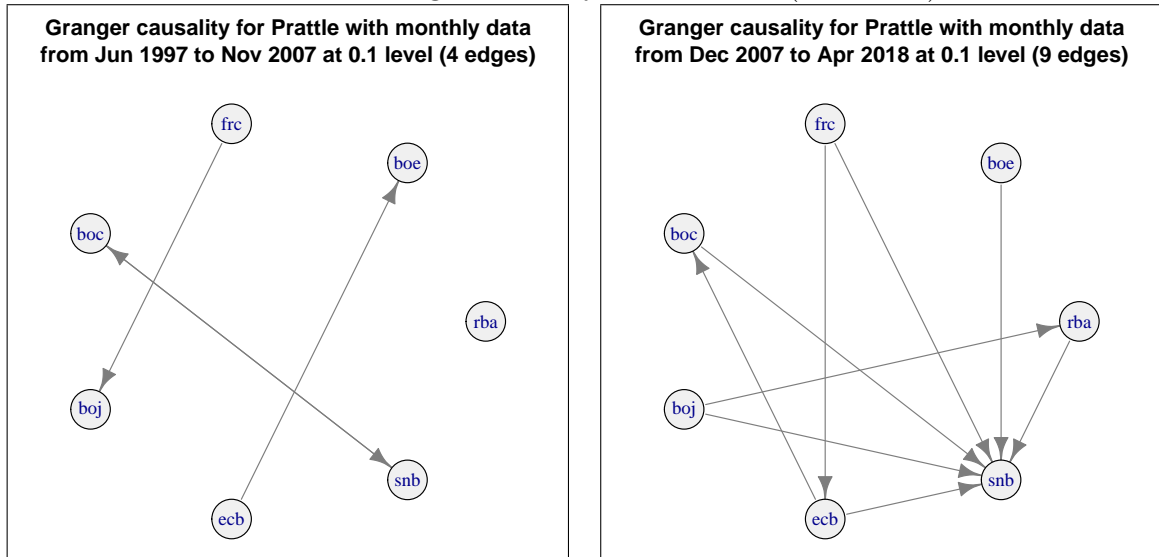 Granger causality for Prattle with monthly data
from Jun 1997 to Nov 2007 at 0.1 level (4 edges)
frc
boe
boc
rba
boj
snb
ecb
Granger causality for Prattle with monthly data
from Dec 2007 to Apr 2018 at 0.1 level (9 edges)
frc
boe
boc
rba
boj
snb
ecb